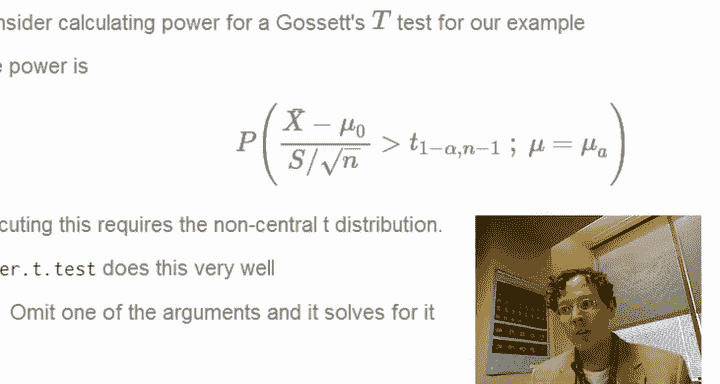 nsider calculating power for a Gossett's T test for our example
e power is
P( (X̄ − μ₀) / (S/√n) > t₁₋α,ₙ₋₁ ; μ = μₐ )
cuting this requires the non-central t distribution.
er.t.test does this very well
Omit one of the arguments and it solves for it